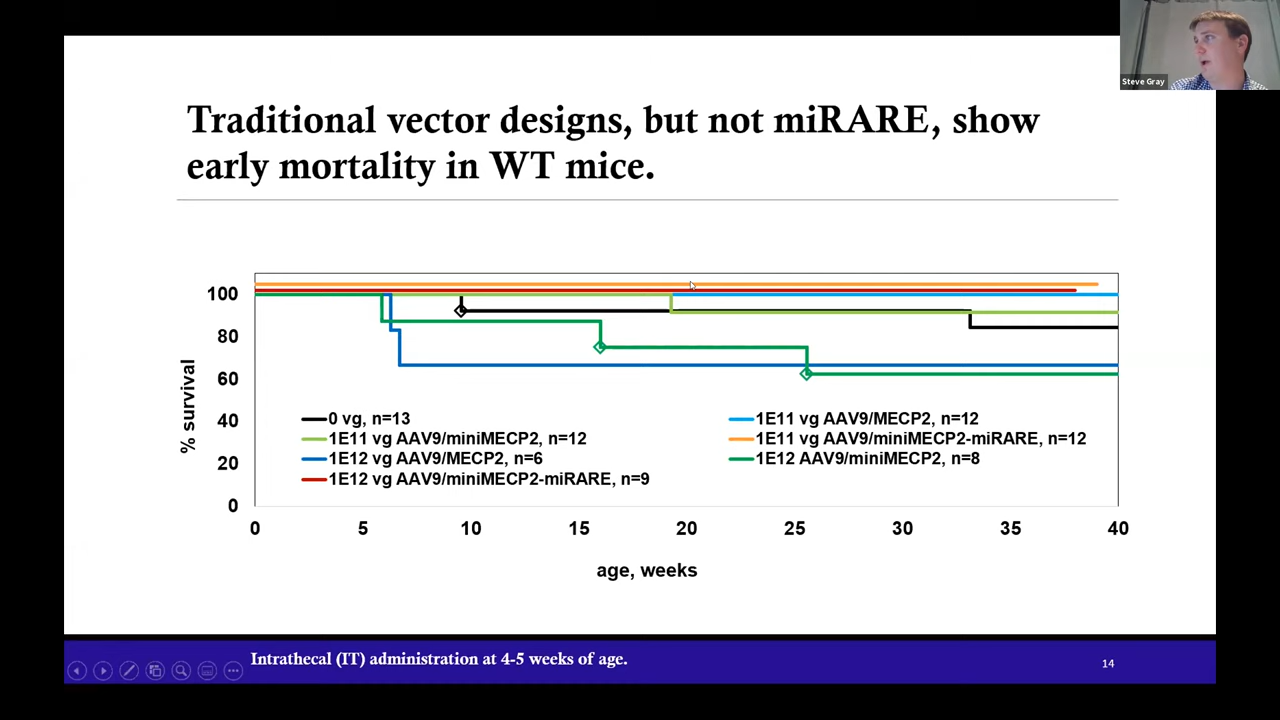 Steve Gray
Traditional vector designs, but not miRARE, show
early mortality in WT mice.
100
80
60
40
20
0
% survival
0 vg, n=13
1E11 vg AAV9/MECP2, n=12
1E11 vg AAV9/miniMECP2, n=12
1E11 vg AAV9/miniMECP2-miRARE, n=12
1E12 vg AAV9/MECP2, n=6
1E12 AAV9/miniMECP2, n=8
1E12 vg AAV9/miniMECP2-miRARE, n=9
0 5 10 15 20 25 30 35 40
age, weeks
Intrathecal (IT) administration at 4-5 weeks of age.
14